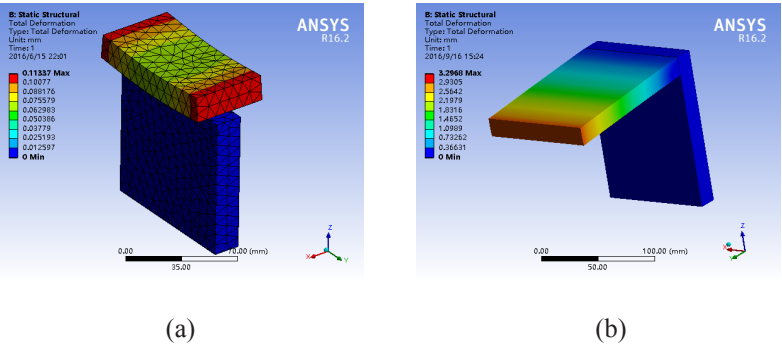 B: Static Structural
Total Deformation
Type: Total Deformation
Unit: mm
Time: 1
2016/6/15 22:01
0.11337 Max
0.10077
0.088176
0.075579
0.062983
0.050386
0.03779
0.025193
0.012597
0 Min
ANSYS
R16.2
0.00
70.00 (mm)
35.00
Z
X
Y
(a)
B: Static Structural
Total Deformation
Type: Total Deformation
Unit: mm
Time: 1
2016/9/16 15:24
3.2968 Max
2.9305
2.5642
2.1979
1.8316
1.4652
1.0989
0.73262
0.36631
0 Min
ANSYS
R16.2
0.00
100.00 (mm)
50.00
Z
X
Y
(b)